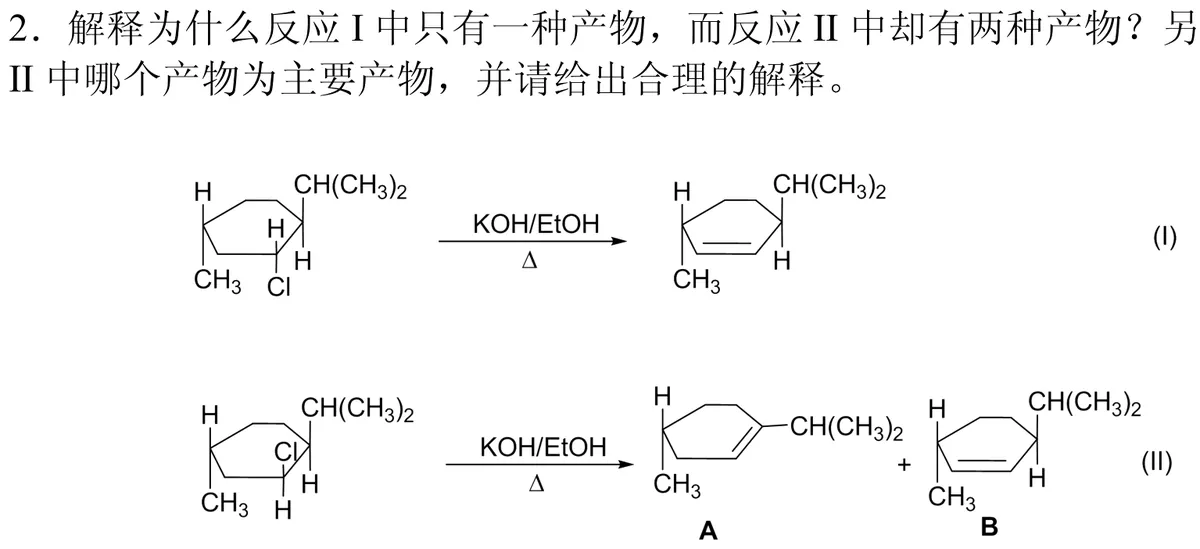 2．解释为什么反应 I 中只有一种产物，而反应 II 中却有两种产物？另
II 中哪个产物为主要产物，并请给出合理的解释。
H CH(CH3)2 H H CH3 Cl
KOH/EtOH
Δ
H CH(CH3)2 H CH3
(I)
H CH(CH3)2 Cl H CH3 H
KOH/EtOH
Δ
H CH(CH3)2 CH3
A
+
H CH(CH3)2 H CH3
B
(II)